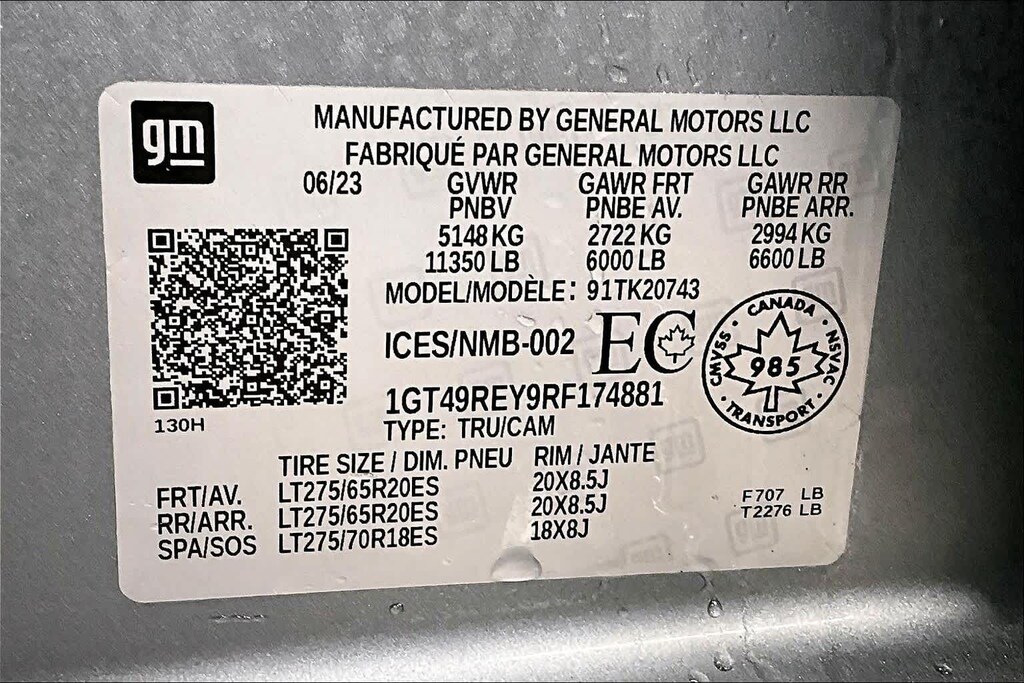 gm
MANUFACTURED BY GENERAL MOTORS LLC
FABRIQUÉ PAR GENERAL MOTORS LLC
06/23 GVWR GAWR FRT GAWR RR
PNBV PNBE AV. PNBE ARR.
5148 KG 2722 KG 2994 KG
11350 LB 6000 LB 6600 LB
MODEL/MODÈLE: 91TK20743
ICES/NMB-002 EC
CANADA
CMVSS · NSVAC
985
· TRANSPORT ·
1GT49REY9RF174881
130H
TYPE: TRU/CAM
TIRE SIZE / DIM. PNEU RIM / JANTE
FRT/AV. LT275/65R20ES 20X8.5J
RR/ARR. LT275/65R20ES 20X8.5J
SPA/SOS LT275/70R18ES 18X8J
F707 LB
T2276 LB